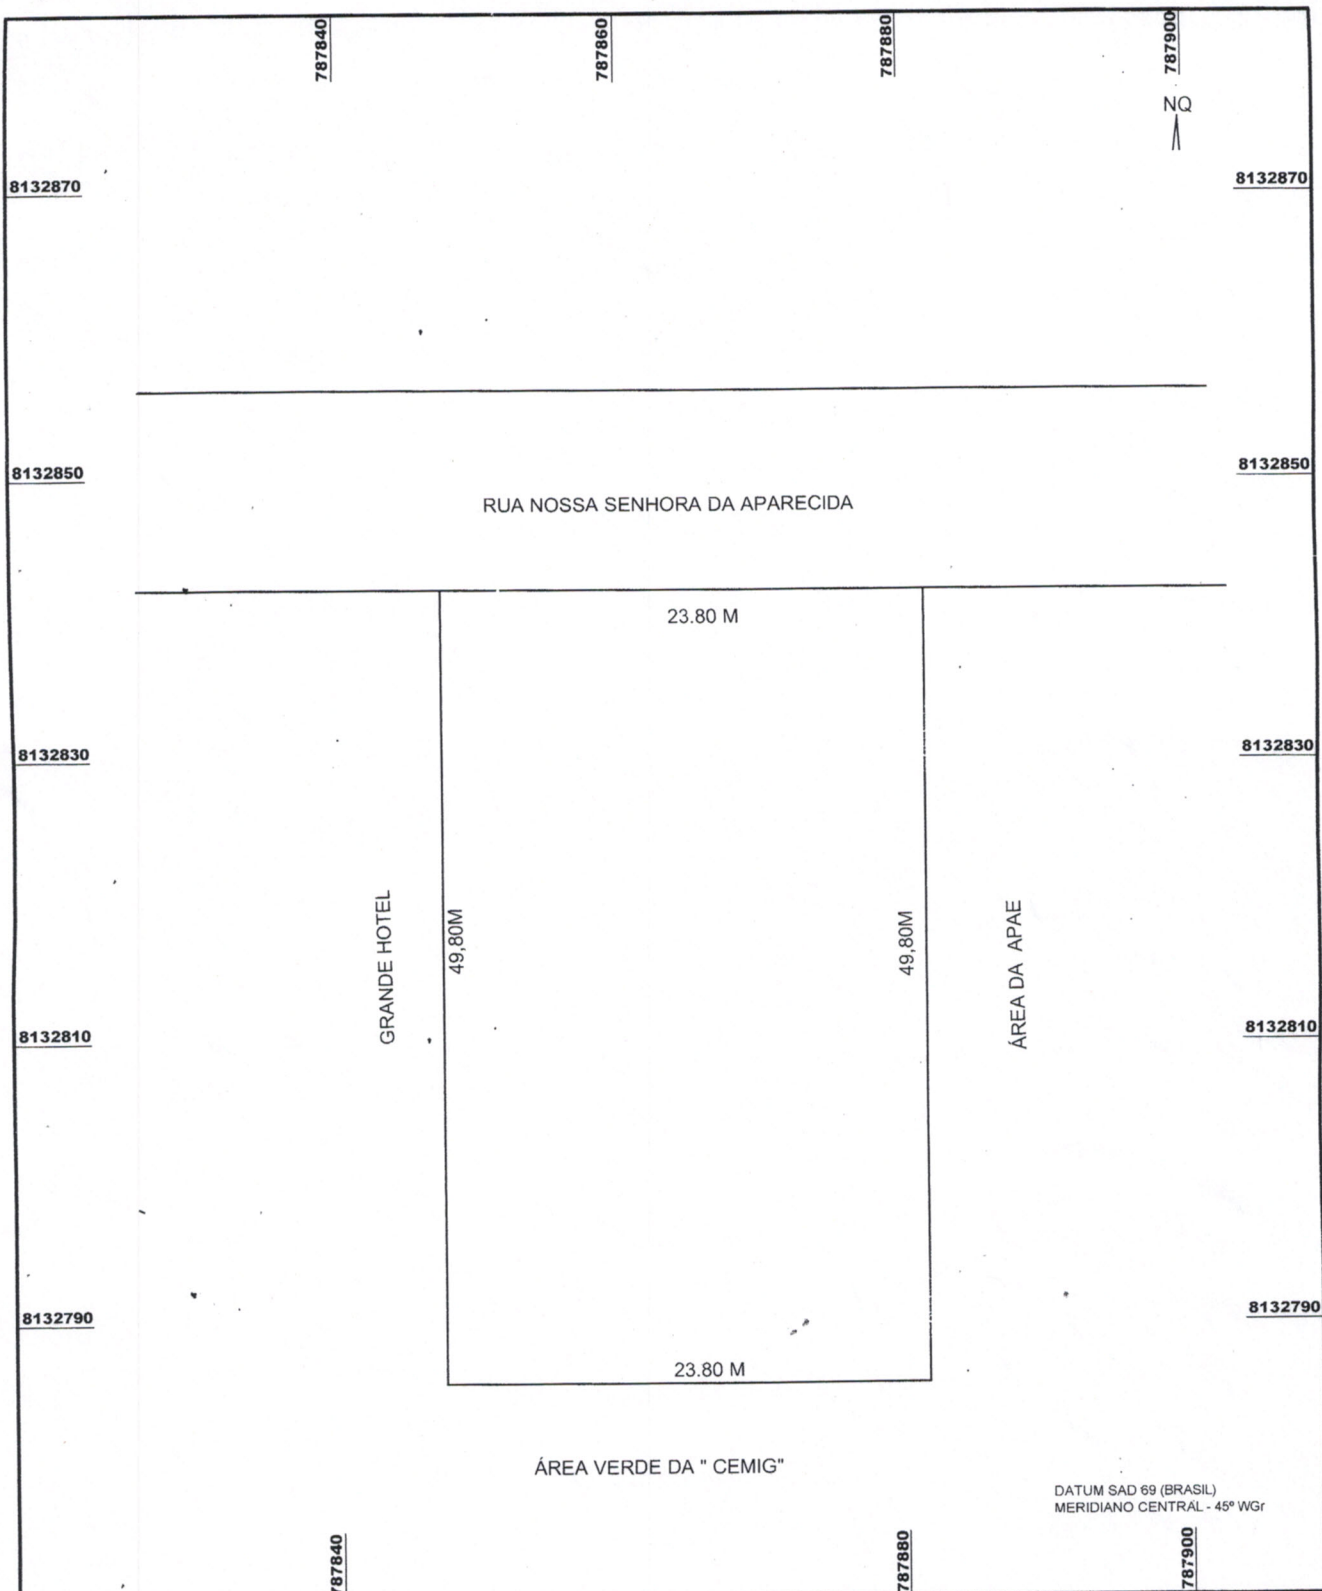 787840
787860
787880
787900
NQ
8132870
8132870
8132850
8132850
RUA NOSSA SENHORA DA APARECIDA
23.80 M
8132830
8132830
GRANDE HOTEL
49,80M
49,80M
ÁREA DA APAE
8132810
8132810
8132790
8132790
23.80 M
ÁREA VERDE DA " CEMIG"
DATUM SAD 69 (BRASIL)
MERIDIANO CENTRAL - 45º WGr
787840
787880
787900